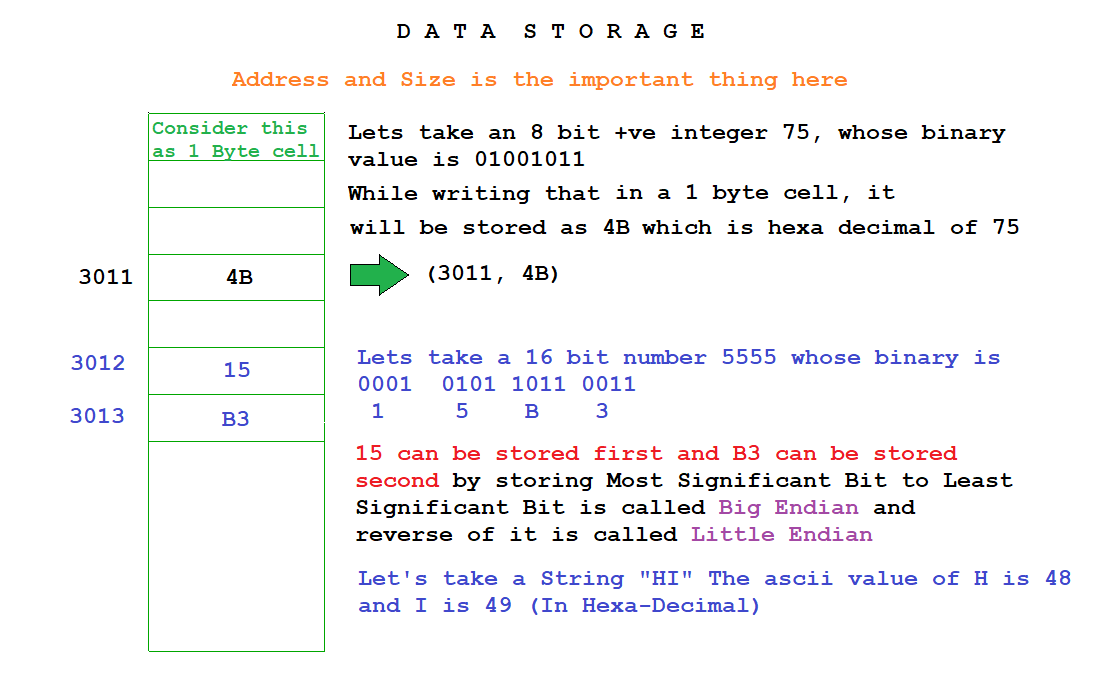 DATA STORAGE
Address and Size is the important thing here
Consider this
as 1 Byte cell
Lets take an 8 bit +ve integer 75, whose binary
value is 01001011
While writing that in a 1 byte cell, it
will be stored as 4B which is hexa decimal of 75
3011
4B
(3011, 4B)
3012
15
3013
B3
Lets take a 16 bit number 5555 whose binary is
0001 0101 1011 0011
1 5 B 3
15 can be stored first and B3 can be stored
second by storing Most Significant Bit to Least
Significant Bit is called Big Endian and
reverse of it is called Little Endian
Let's take a String "HI" The ascii value of H is 48
and I is 49 (In Hexa-Decimal)